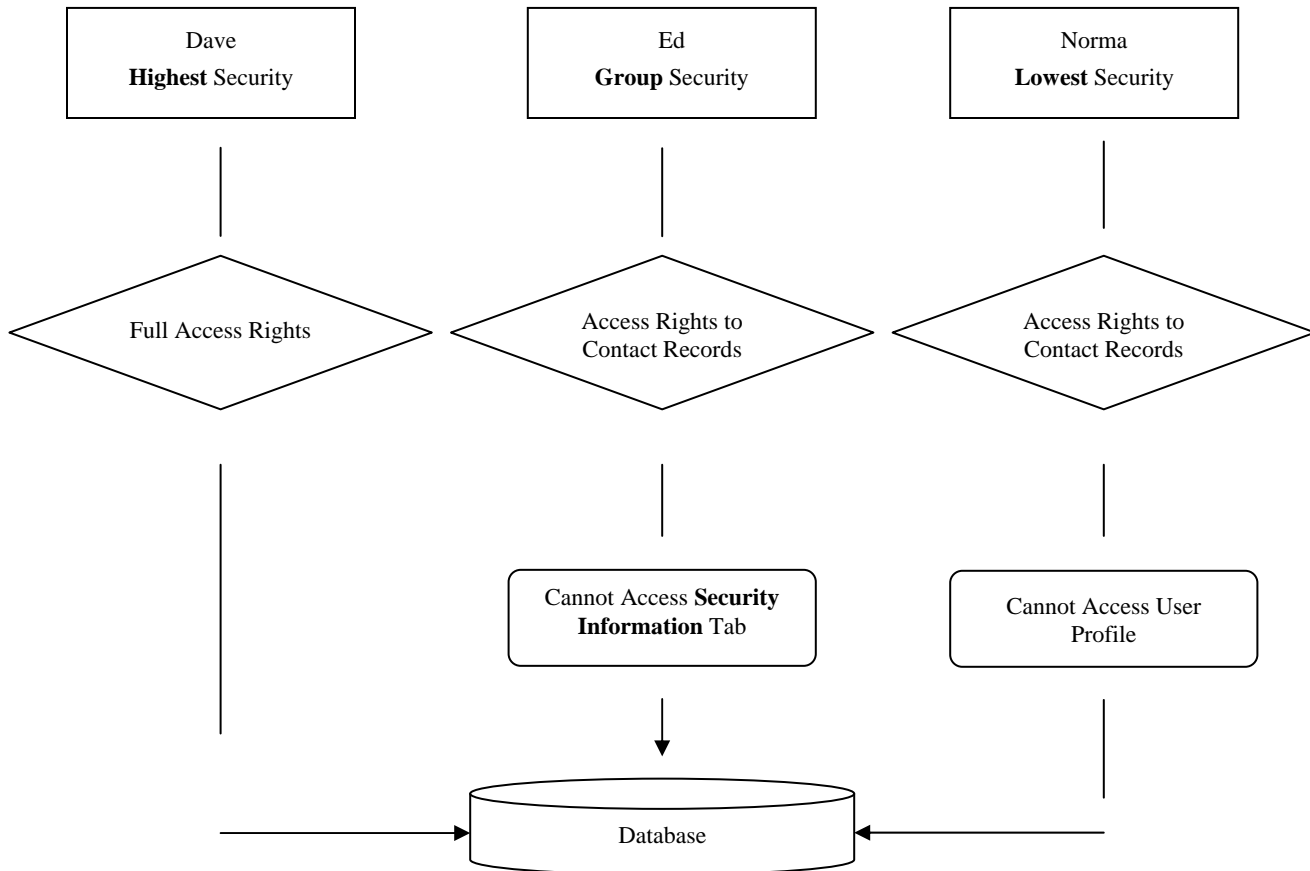 Dave
Highest Security
Ed
Group Security
Norma
Lowest Security
Full Access Rights
Access Rights to
Contact Records
Access Rights to
Contact Records
Cannot Access Security
Information Tab
Cannot Access User
Profile
Database